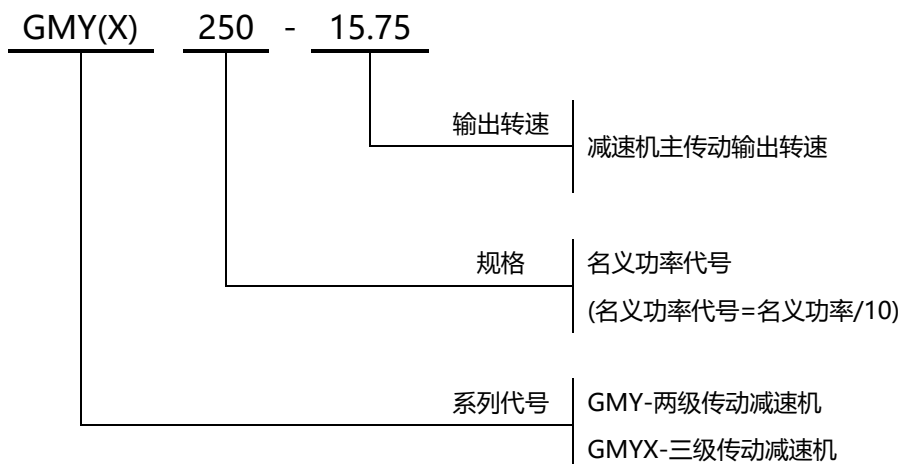 GMY(X) 250 - 15.75
输出转速
减速机主传动输出转速
规格
名义功率代号
(名义功率代号=名义功率/10)
系列代号
GMY-两级传动减速机
GMYX-三级传动减速机